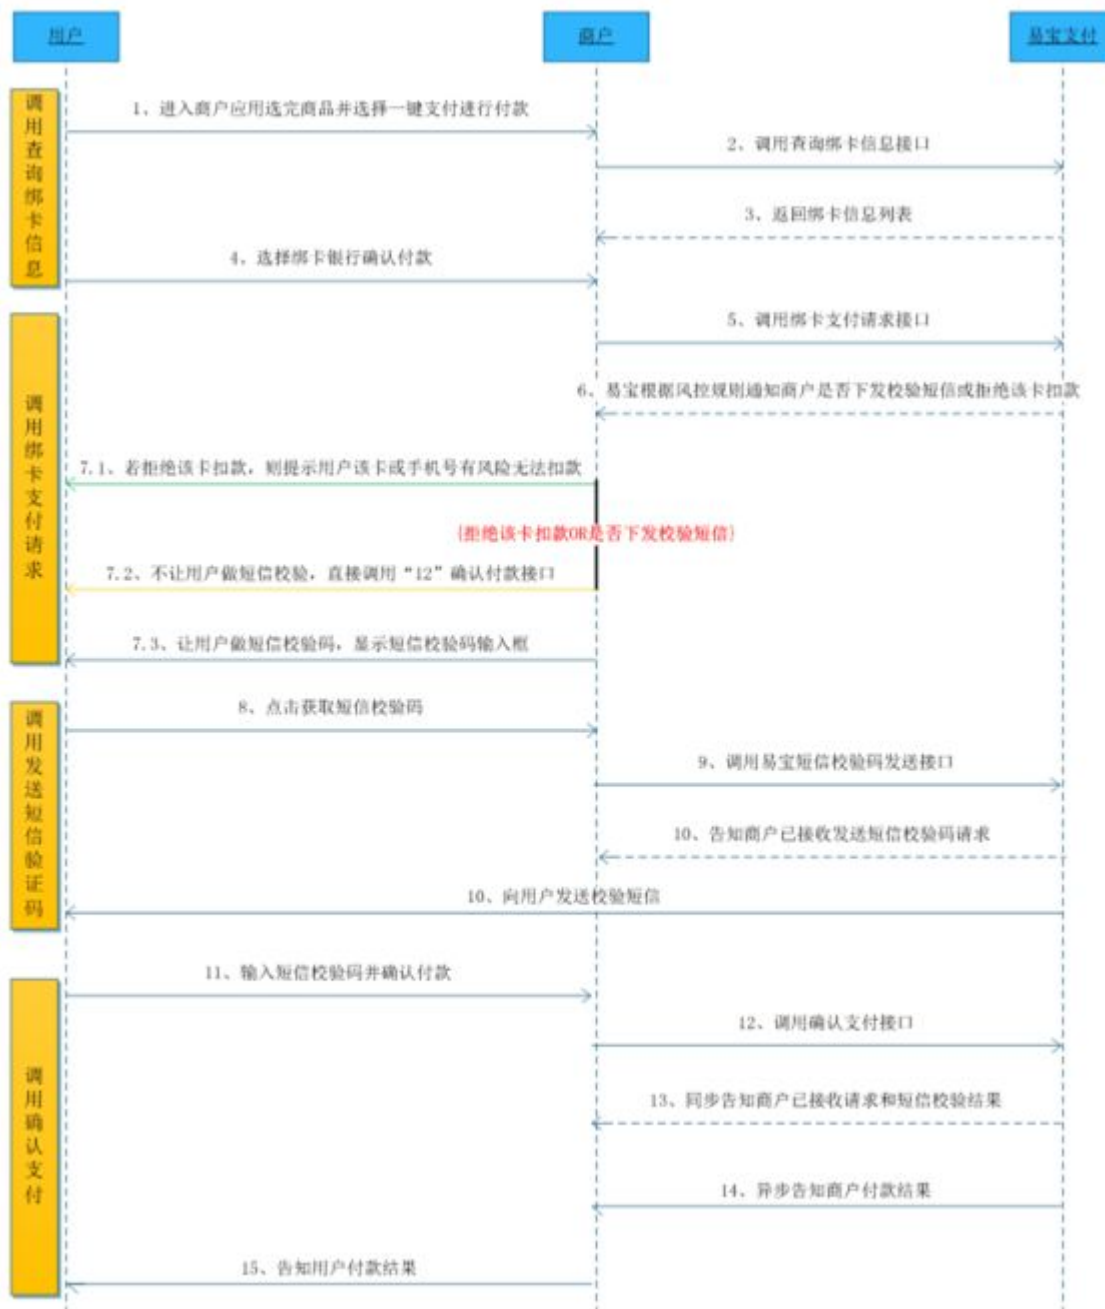 用户
商户
易宝支付
调用查询绑卡信息
1、进入商户应用选完商品并选择一键支付进行付款
2、调用查询绑卡信息接口
3、返回绑卡信息列表
4、选择绑卡银行确认付款
调用绑卡支付请求
5、调用绑卡支付请求接口
6、易宝根据风控规则通知商户是否下发校验短信或拒绝该卡扣款
7.1、若拒绝该卡扣款，则提示用户该卡或手机号有风险无法扣款
{拒绝该卡扣款OR是否下发校验短信}
7.2、不让用户做短信校验，直接调用“12”确认付款接口
7.3、让用户做短信校验码，显示短信校验码输入框
调用发送短信验证码
8、点击获取短信校验码
9、调用易宝短信校验码发送接口
10、告知商户已接收发送短信校验码请求
10、向用户发送校验短信
调用确认支付
11、输入短信校验码并确认付款
12、调用确认支付接口
13、同步告知商户已接收请求和短信校验结果
14、异步告知商户付款结果
15、告知用户付款结果